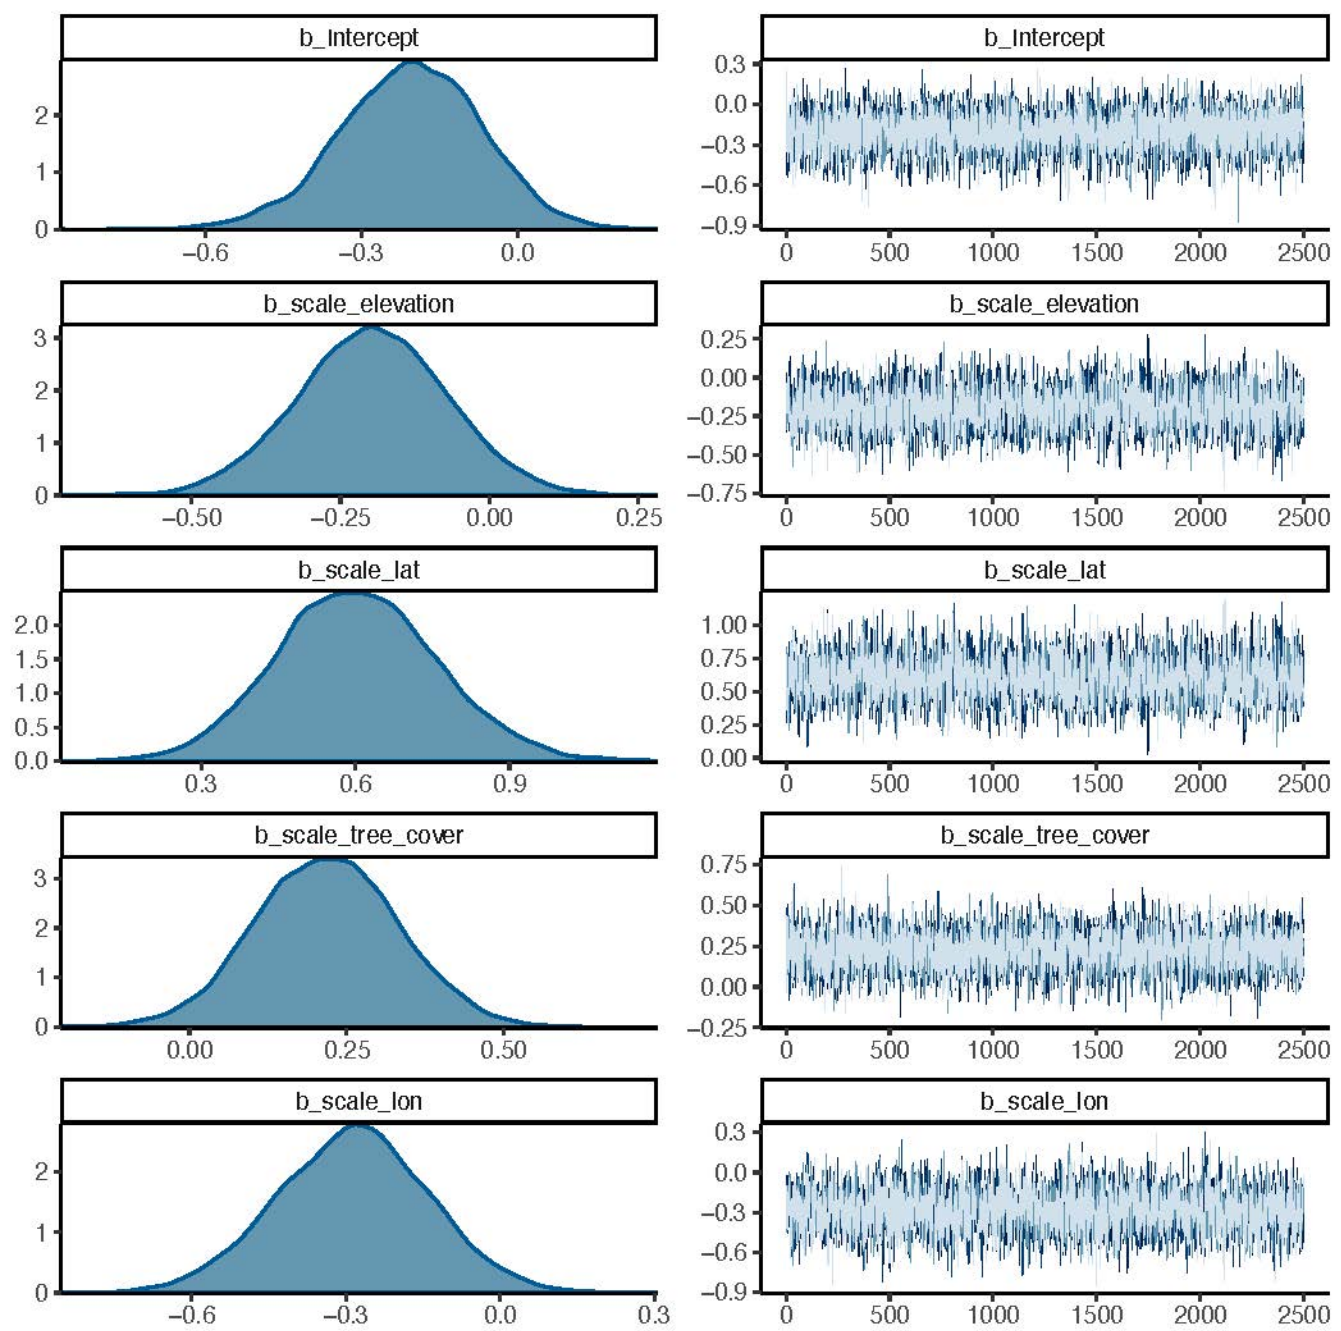 b_Intercept
2
1
0
−0.6 −0.3 0.0
b_Intercept
0.3
0.0
−0.3
−0.6
−0.9
0 500 1000 1500 2000 2500
b_scale_elevation
3
2
1
0
−0.50 −0.25 0.00 0.25
b_scale_elevation
0.25
0.00
−0.25
−0.50
−0.75
0 500 1000 1500 2000 2500
b_scale_lat
2.0
1.5
1.0
0.5
0.0
0.3 0.6 0.9
b_scale_lat
1.00
0.75
0.50
0.25
0.00
0 500 1000 1500 2000 2500
b_scale_tree_cover
3
2
1
0
0.00 0.25 0.50
b_scale_tree_cover
0.75
0.50
0.25
0.00
−0.25
0 500 1000 1500 2000 2500
b_scale_lon
2
1
0
−0.6 −0.3 0.0 0.3
b_scale_lon
0.3
0.0
−0.3
−0.6
−0.9
0 500 1000 1500 2000 2500